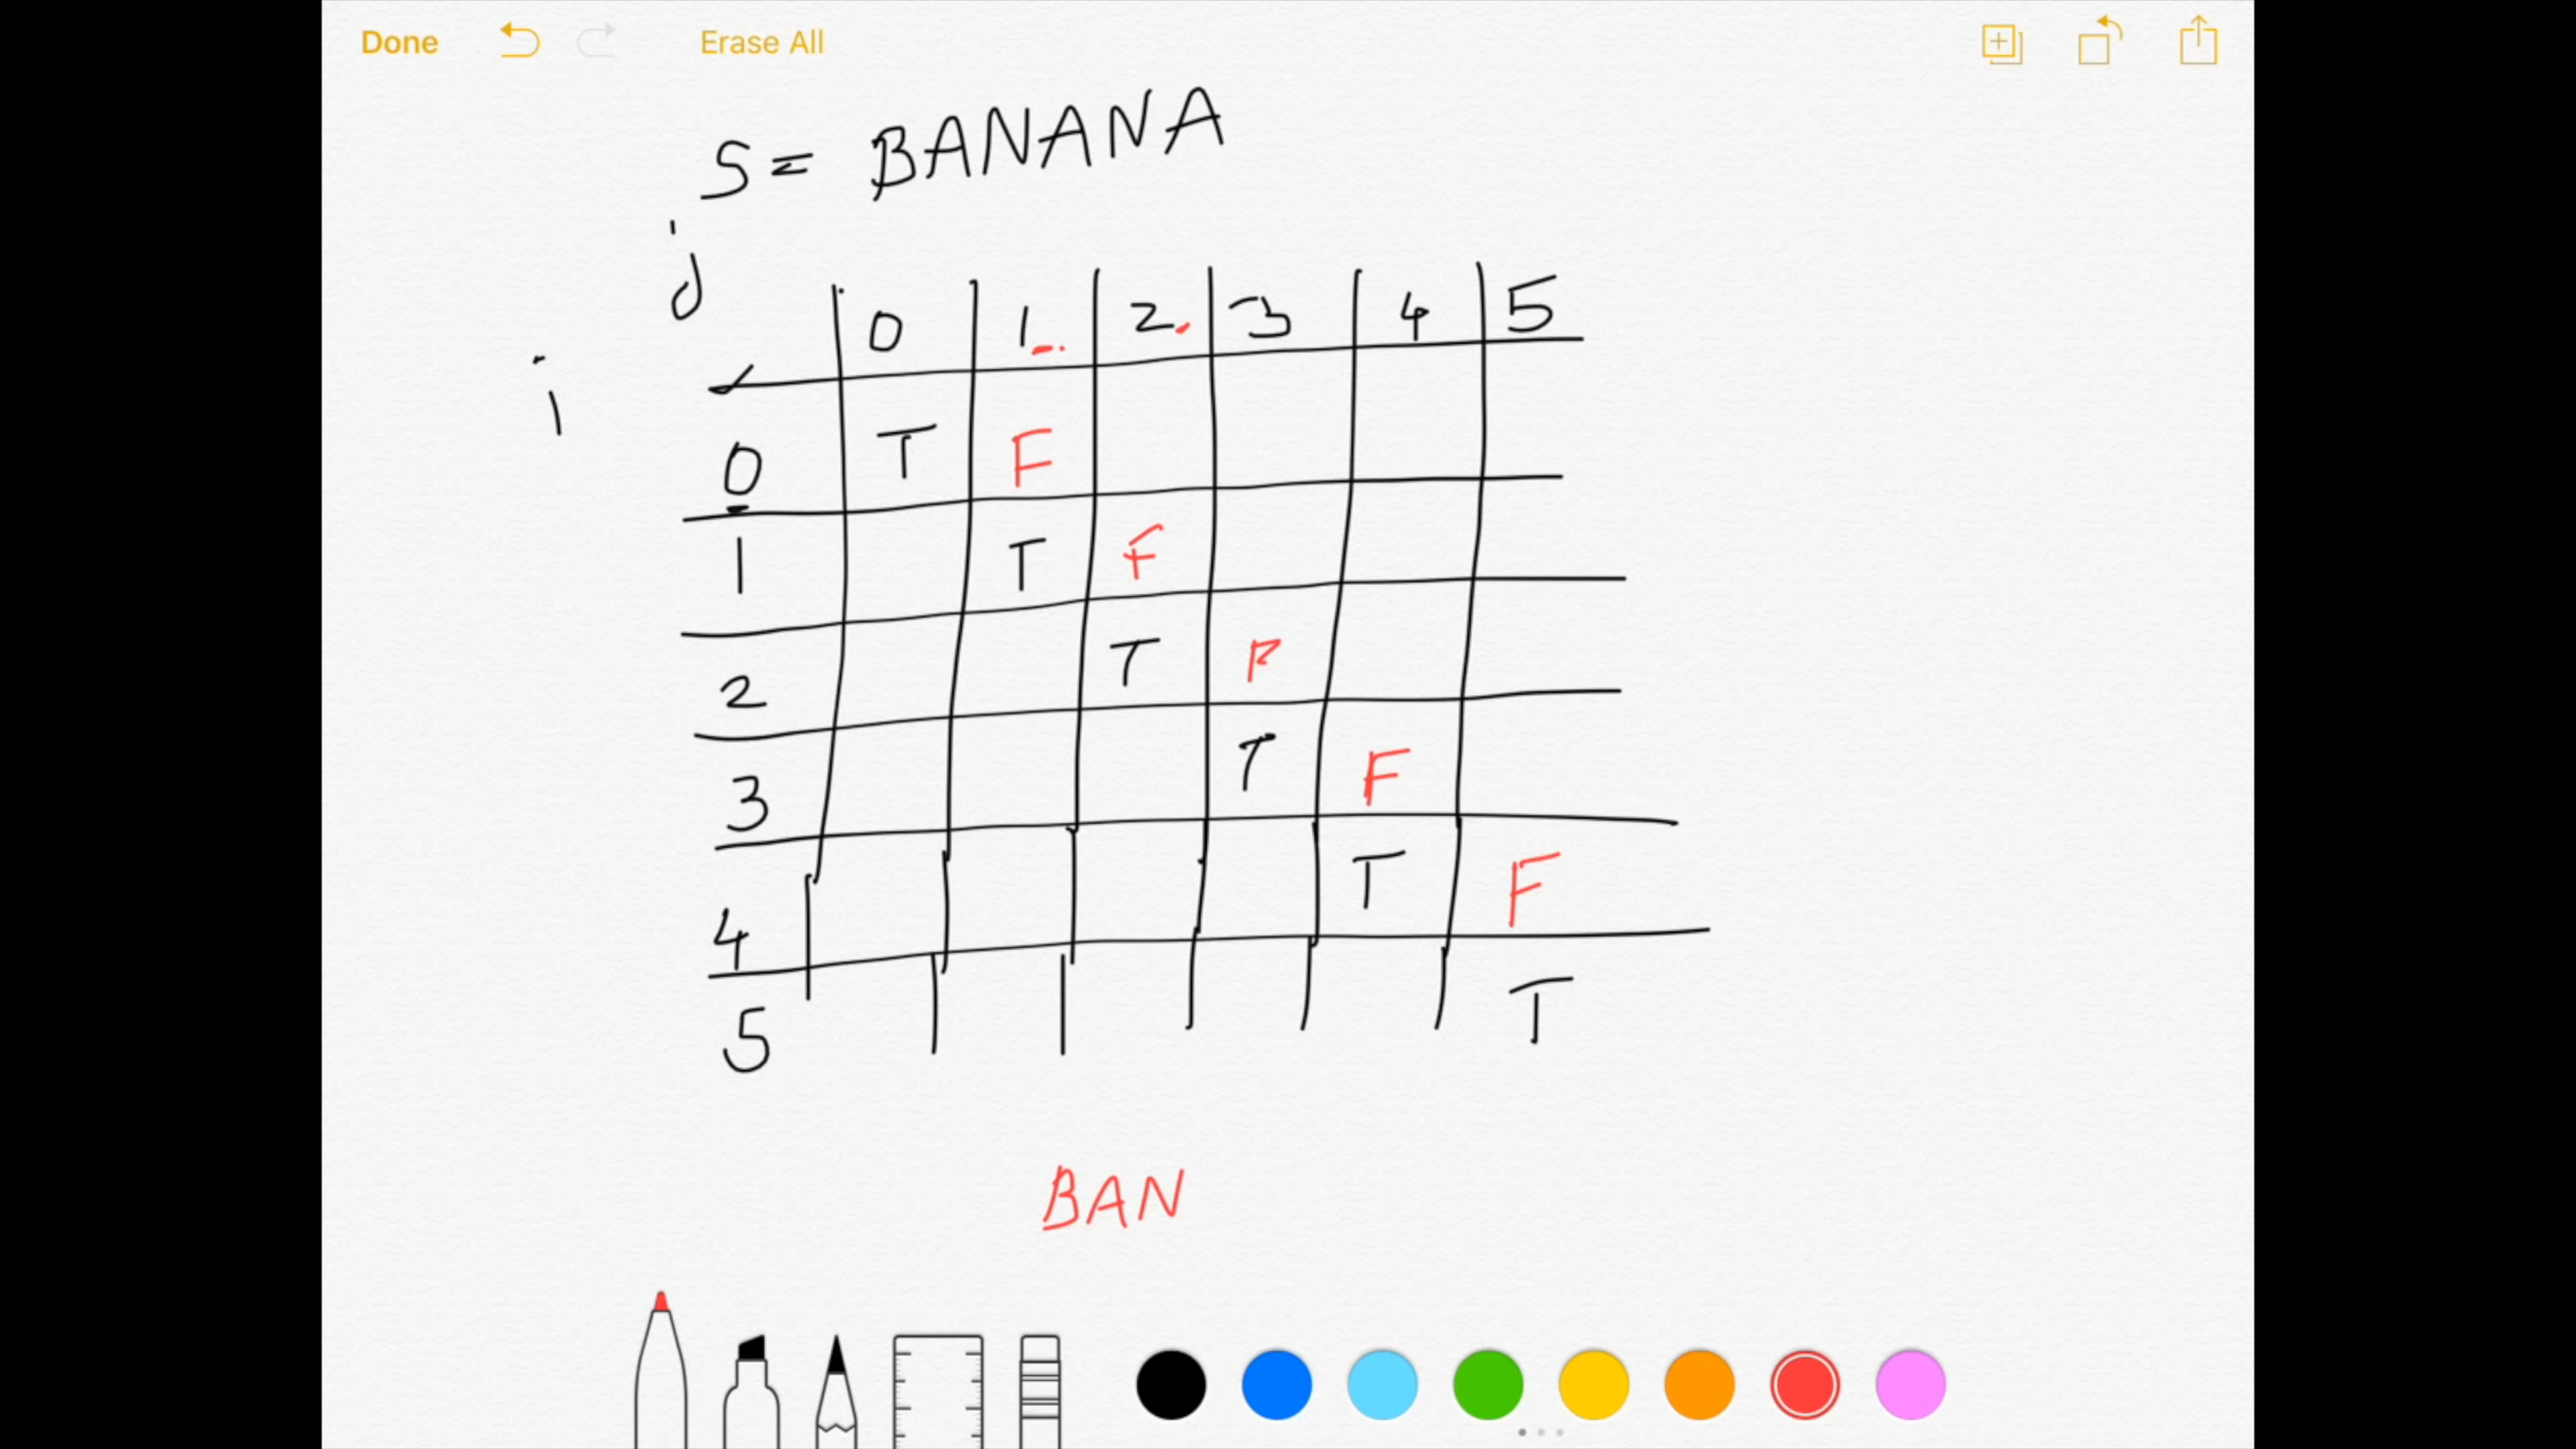 Done Erase All
S= BANANA
j
0 1 2 3 4 5
i
0 T F
1 T F
2 T F
3 T F
4 T F
5 T
BAN